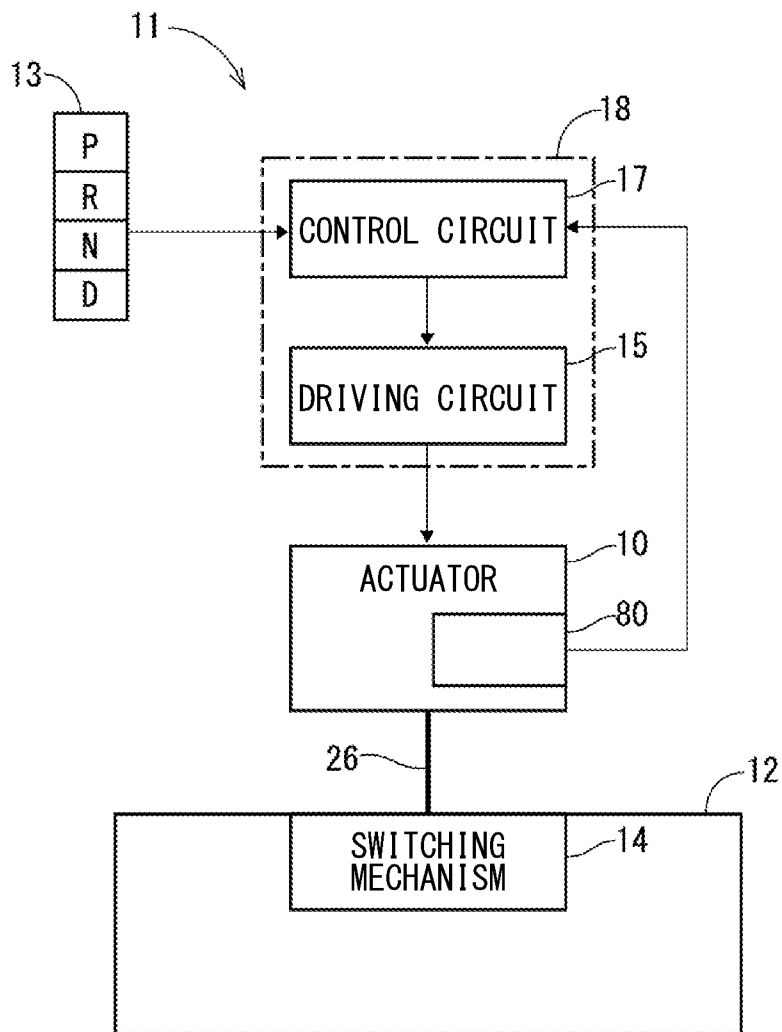 11
13
18
P
17
R
CONTROL CIRCUIT
N
D
15
DRIVING CIRCUIT
10
ACTUATOR
80
26
12
SWITCHING
MECHANISM
14